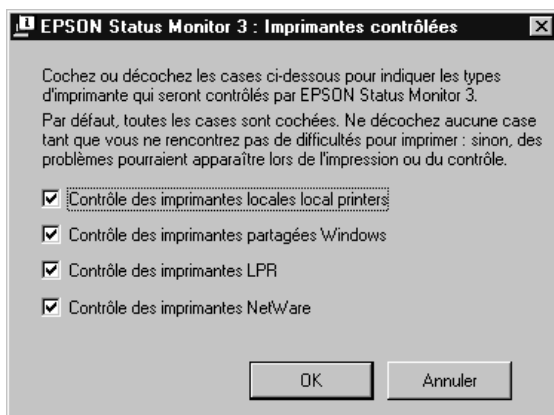 EPSON Status Monitor 3 : Imprimantes contrôlées
Cochez ou décochez les cases ci-dessous pour indiquer les types
d'imprimante qui seront contrôlés par EPSON Status Monitor 3.
Par défaut, toutes les cases sont cochées. Ne décochez aucune case
tant que vous ne rencontrez pas de difficultés pour imprimer : sinon, des
problèmes pourraient apparaître lors de l'impression ou du contrôle.
Contrôle des imprimantes locales local printers
Contrôle des imprimantes partagées Windows
Contrôle des imprimantes LPR
Contrôle des imprimantes NetWare
OK
Annuler